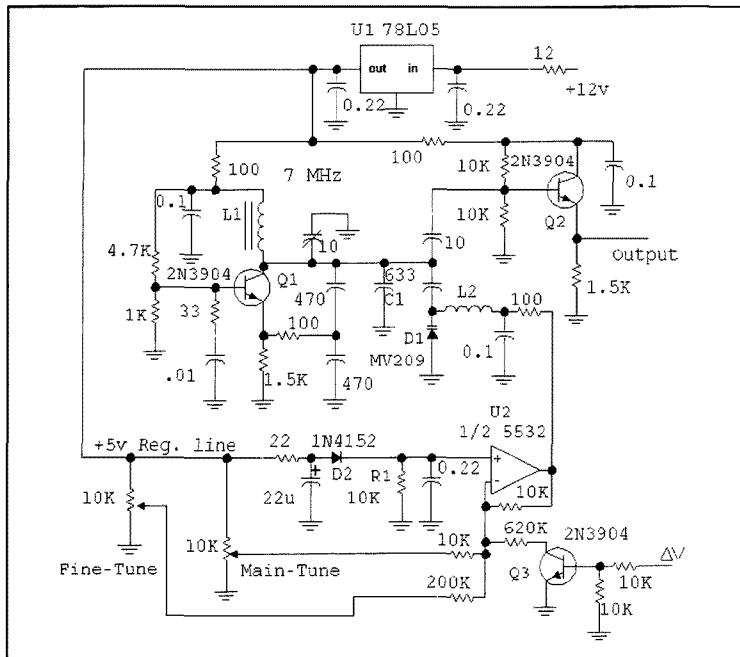 U1 78L05
out in
12
+12v
0.22
0.22
100
100
10K
2N3904
7 MHz
0.1
L1
10K
Q2
0.1
10
10
Output
4.7K
2N3904
Q1
633
C1
L2
1.5K
33
470
100
1K
100
D1
0.1
.01
MV209
1.5K
470
U2
1/2 5532
+5v Reg. line
22
1N4152
D2
R1
0.22
+
-
+
22u
10K
10K
10K
620K
2N3904
10K
10K
ΔV
Fine-Tune
Main-Tune
Q3
10K
200K
10K